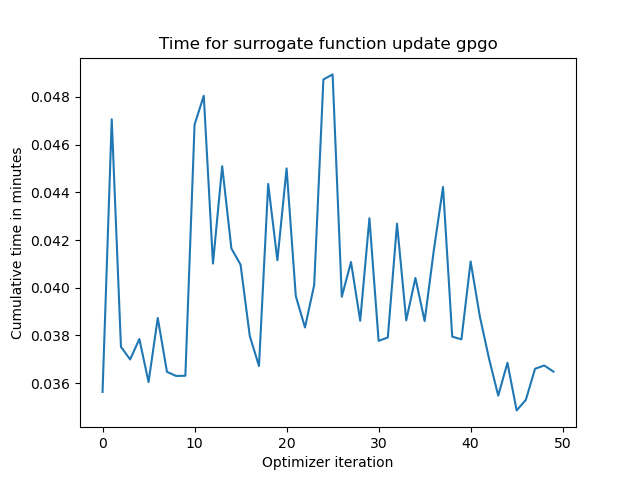 Time for surrogate function update gpgo
Cumulative time in minutes
0.048
0.046
0.044
0.042
0.040
0.038
0.036
0 10 20 30 40 50
Optimizer iteration